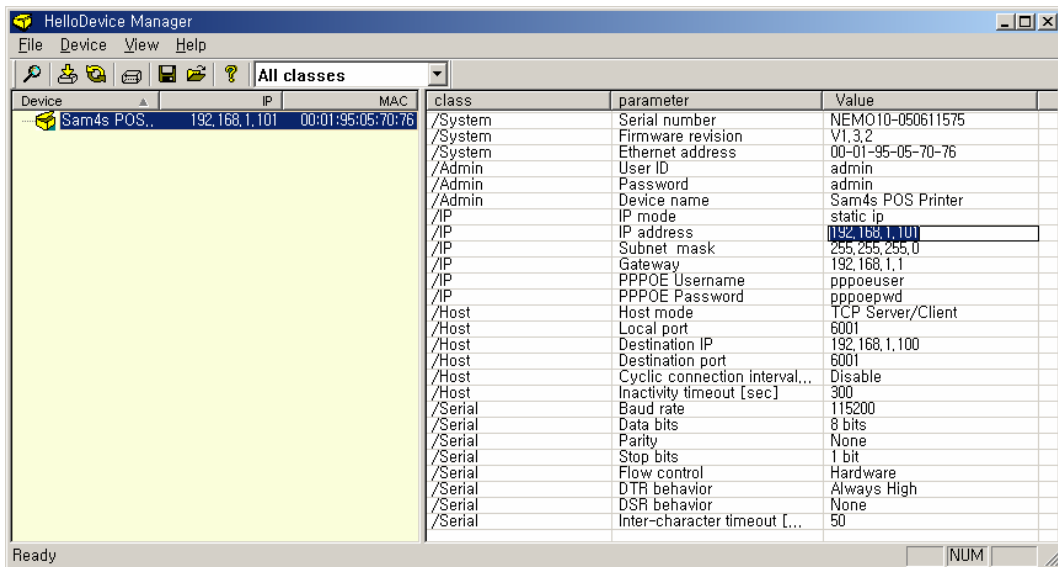 HelloDevice Manager
File Device View Help
All classes
Device IP MAC class parameter Value
Sam4s POS.. 192.168.1.101 00:01:95:05:70:76
/System Serial number NEMO10-050611575
/System Firmware revision V1.3.2
/System Ethernet address 00-01-95-05-70-76
/Admin User ID admin
/Admin Password admin
/Admin Device name Sam4s POS Printer
/IP IP mode static ip
/IP IP address 192.168.1.101
/IP Subnet mask 255.255.255.0
/IP Gateway 192.168.1.1
/IP PPPOE Username pppoeuser
/IP PPPOE Password pppoepwd
/Host Host mode TCP Server/Client
/Host Local port 6001
/Host Destination IP 192.168.1.100
/Host Destination port 6001
/Host Cyclic connection interval... Disable
/Host Inactivity timeout [sec] 300
/Serial Baud rate 115200
/Serial Data bits 8 bits
/Serial Parity None
/Serial Stop bits 1 bit
/Serial Flow control Hardware
/Serial DTR behavior Always High
/Serial DSR behavior None
/Serial Inter-character timeout [... 50
Ready NUM